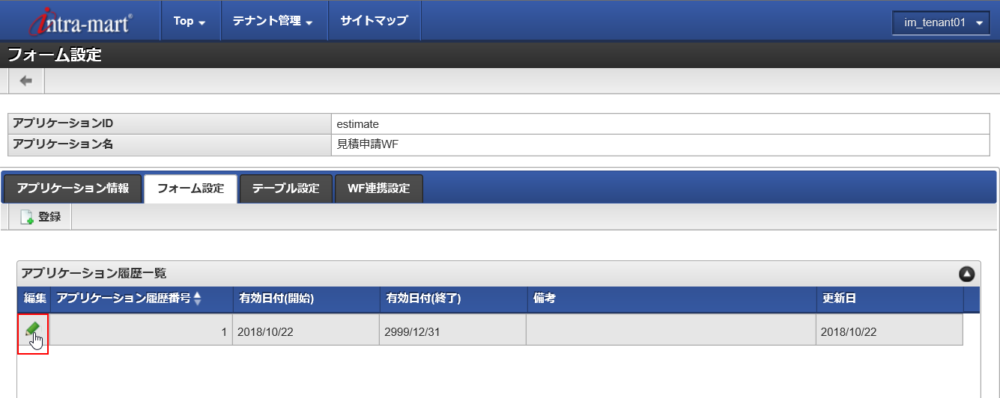 intra-mart® Top テナント管理 サイトマップ im_tenant01
フォーム設定
アプリケーションID estimate
アプリケーション名 見積申請WF
アプリケーション情報 フォーム設定 テーブル設定 WF連携設定
登録
アプリケーション履歴一覧
編集 アプリケーション履歴番号 有効日付(開始) 有効日付(終了) 備考 更新日
1 2018/10/22 2999/12/31 2018/10/22